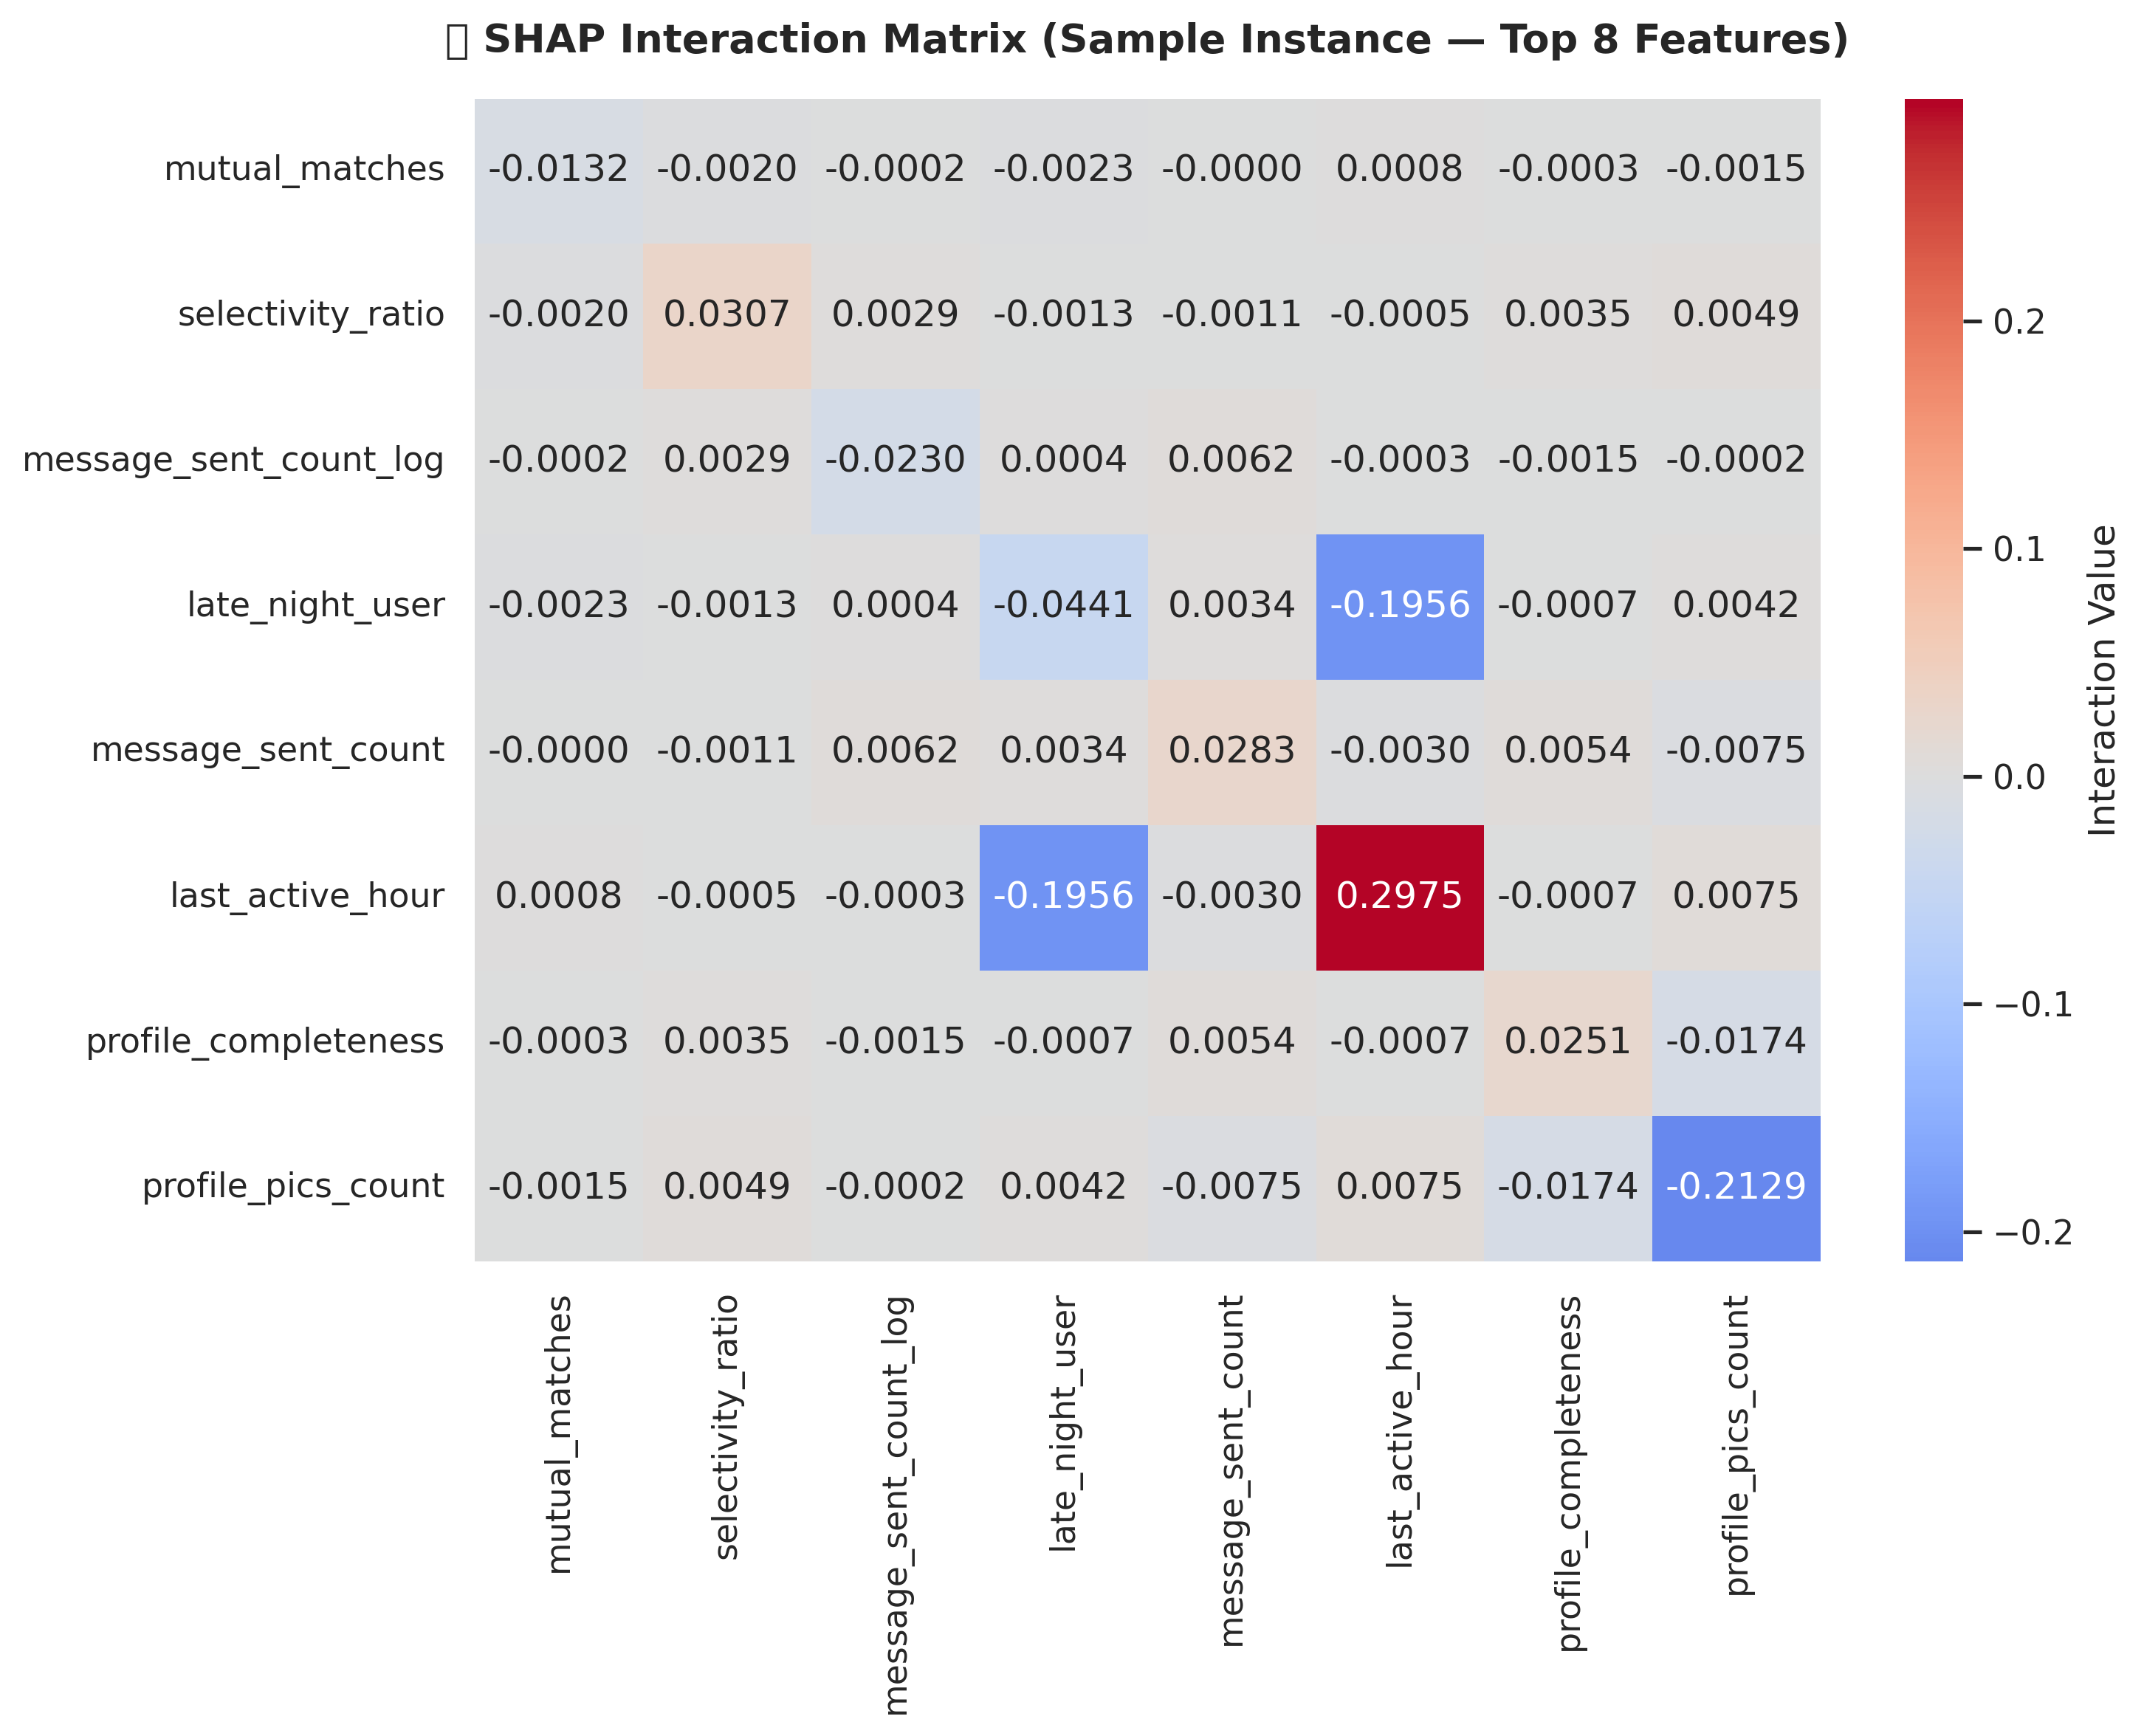 SHAP Interaction Matrix (Sample Instance — Top 8 Features)
mutual_matches -0.0132 -0.0020 -0.0002 -0.0023 -0.0000 0.0008 -0.0003 -0.0015
selectivity_ratio -0.0020 0.0307 0.0029 -0.0013 -0.0011 -0.0005 0.0035 0.0049
message_sent_count_log -0.0002 0.0029 -0.0230 0.0004 0.0062 -0.0003 -0.0015 -0.0002
late_night_user -0.0023 -0.0013 0.0004 -0.0441 0.0034 -0.1956 -0.0007 0.0042
message_sent_count -0.0000 -0.0011 0.0062 0.0034 0.0283 -0.0030 0.0054 -0.0075
last_active_hour 0.0008 -0.0005 -0.0003 -0.1956 -0.0030 0.2975 -0.0007 0.0075
profile_completeness -0.0003 0.0035 -0.0015 -0.0007 0.0054 -0.0007 0.0251 -0.0174
profile_pics_count -0.0015 0.0049 -0.0002 0.0042 -0.0075 0.0075 -0.0174 -0.2129
mutual_matches
selectivity_ratio
message_sent_count_log
late_night_user
message_sent_count
last_active_hour
profile_completeness
profile_pics_count
0.2
0.1
0.0
−0.1
−0.2
Interaction Value